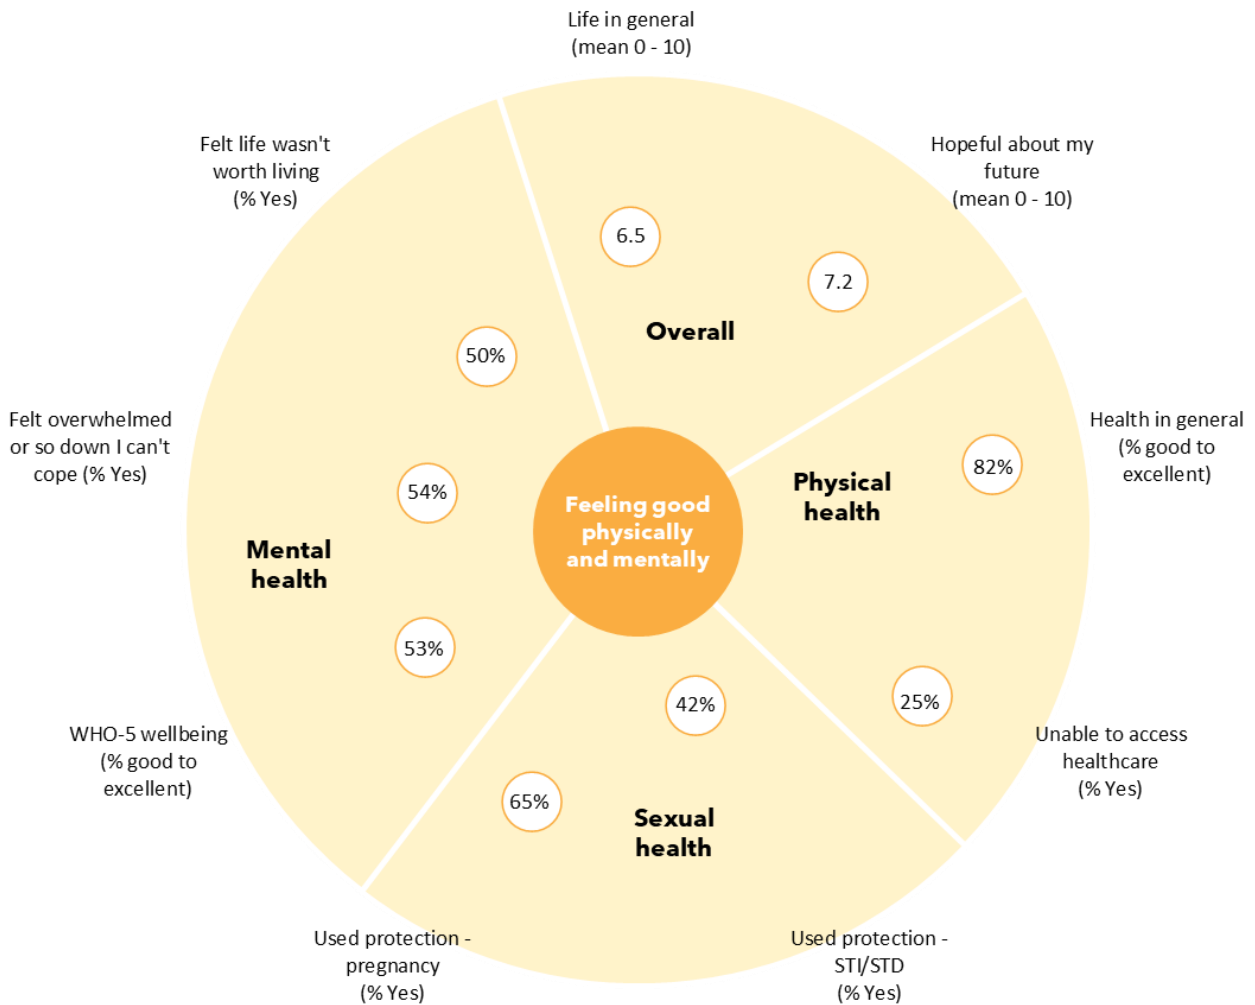 Life in general
(mean 0 - 10)
Hopeful about my
future
(mean 0 - 10)
Felt life wasn't
worth living
(% Yes)
6.5
7.2
Overall
50%
Health in general
(% good to
excellent)
82%
Physical
health
Felt overwhelmed
or so down I can't
cope (% Yes)
54%
Feeling good
physically
and mentally
Mental
health
53%
25%
Unable to access
healthcare
(% Yes)
WHO-5 wellbeing
(% good to
excellent)
42%
65%
Sexual
health
Used protection -
pregnancy
(% Yes)
Used protection -
STI/STD
(% Yes)